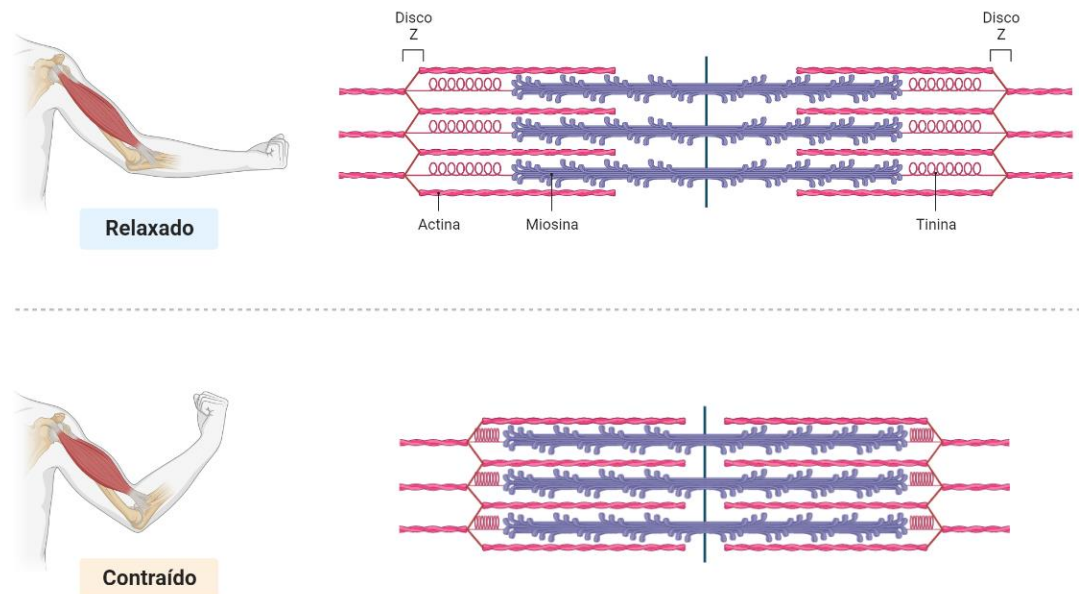 Disco
Z
Disco
Z
Actina
Miosina
Tinina
Relaxado
Contraído